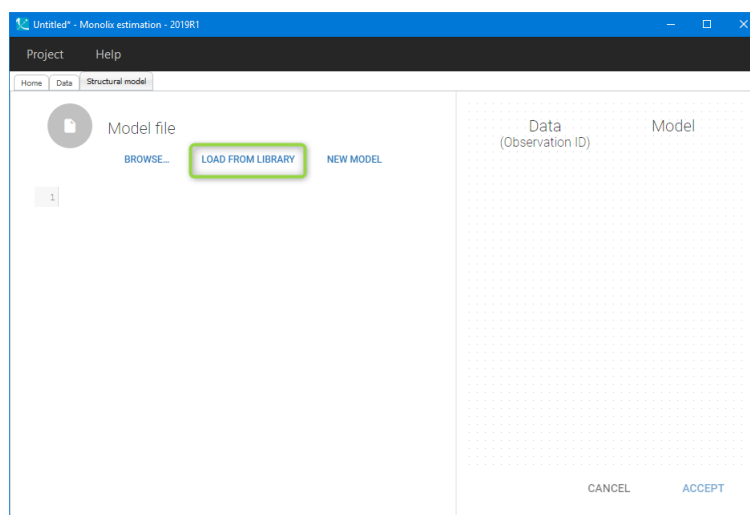 Untitled* - Monolix estimation - 2019R1
Project Help
Home Data Structural model
Model file
BROWSE... LOAD FROM LIBRARY NEW MODEL
1
Data Model
(Observation ID)
CANCEL ACCEPT